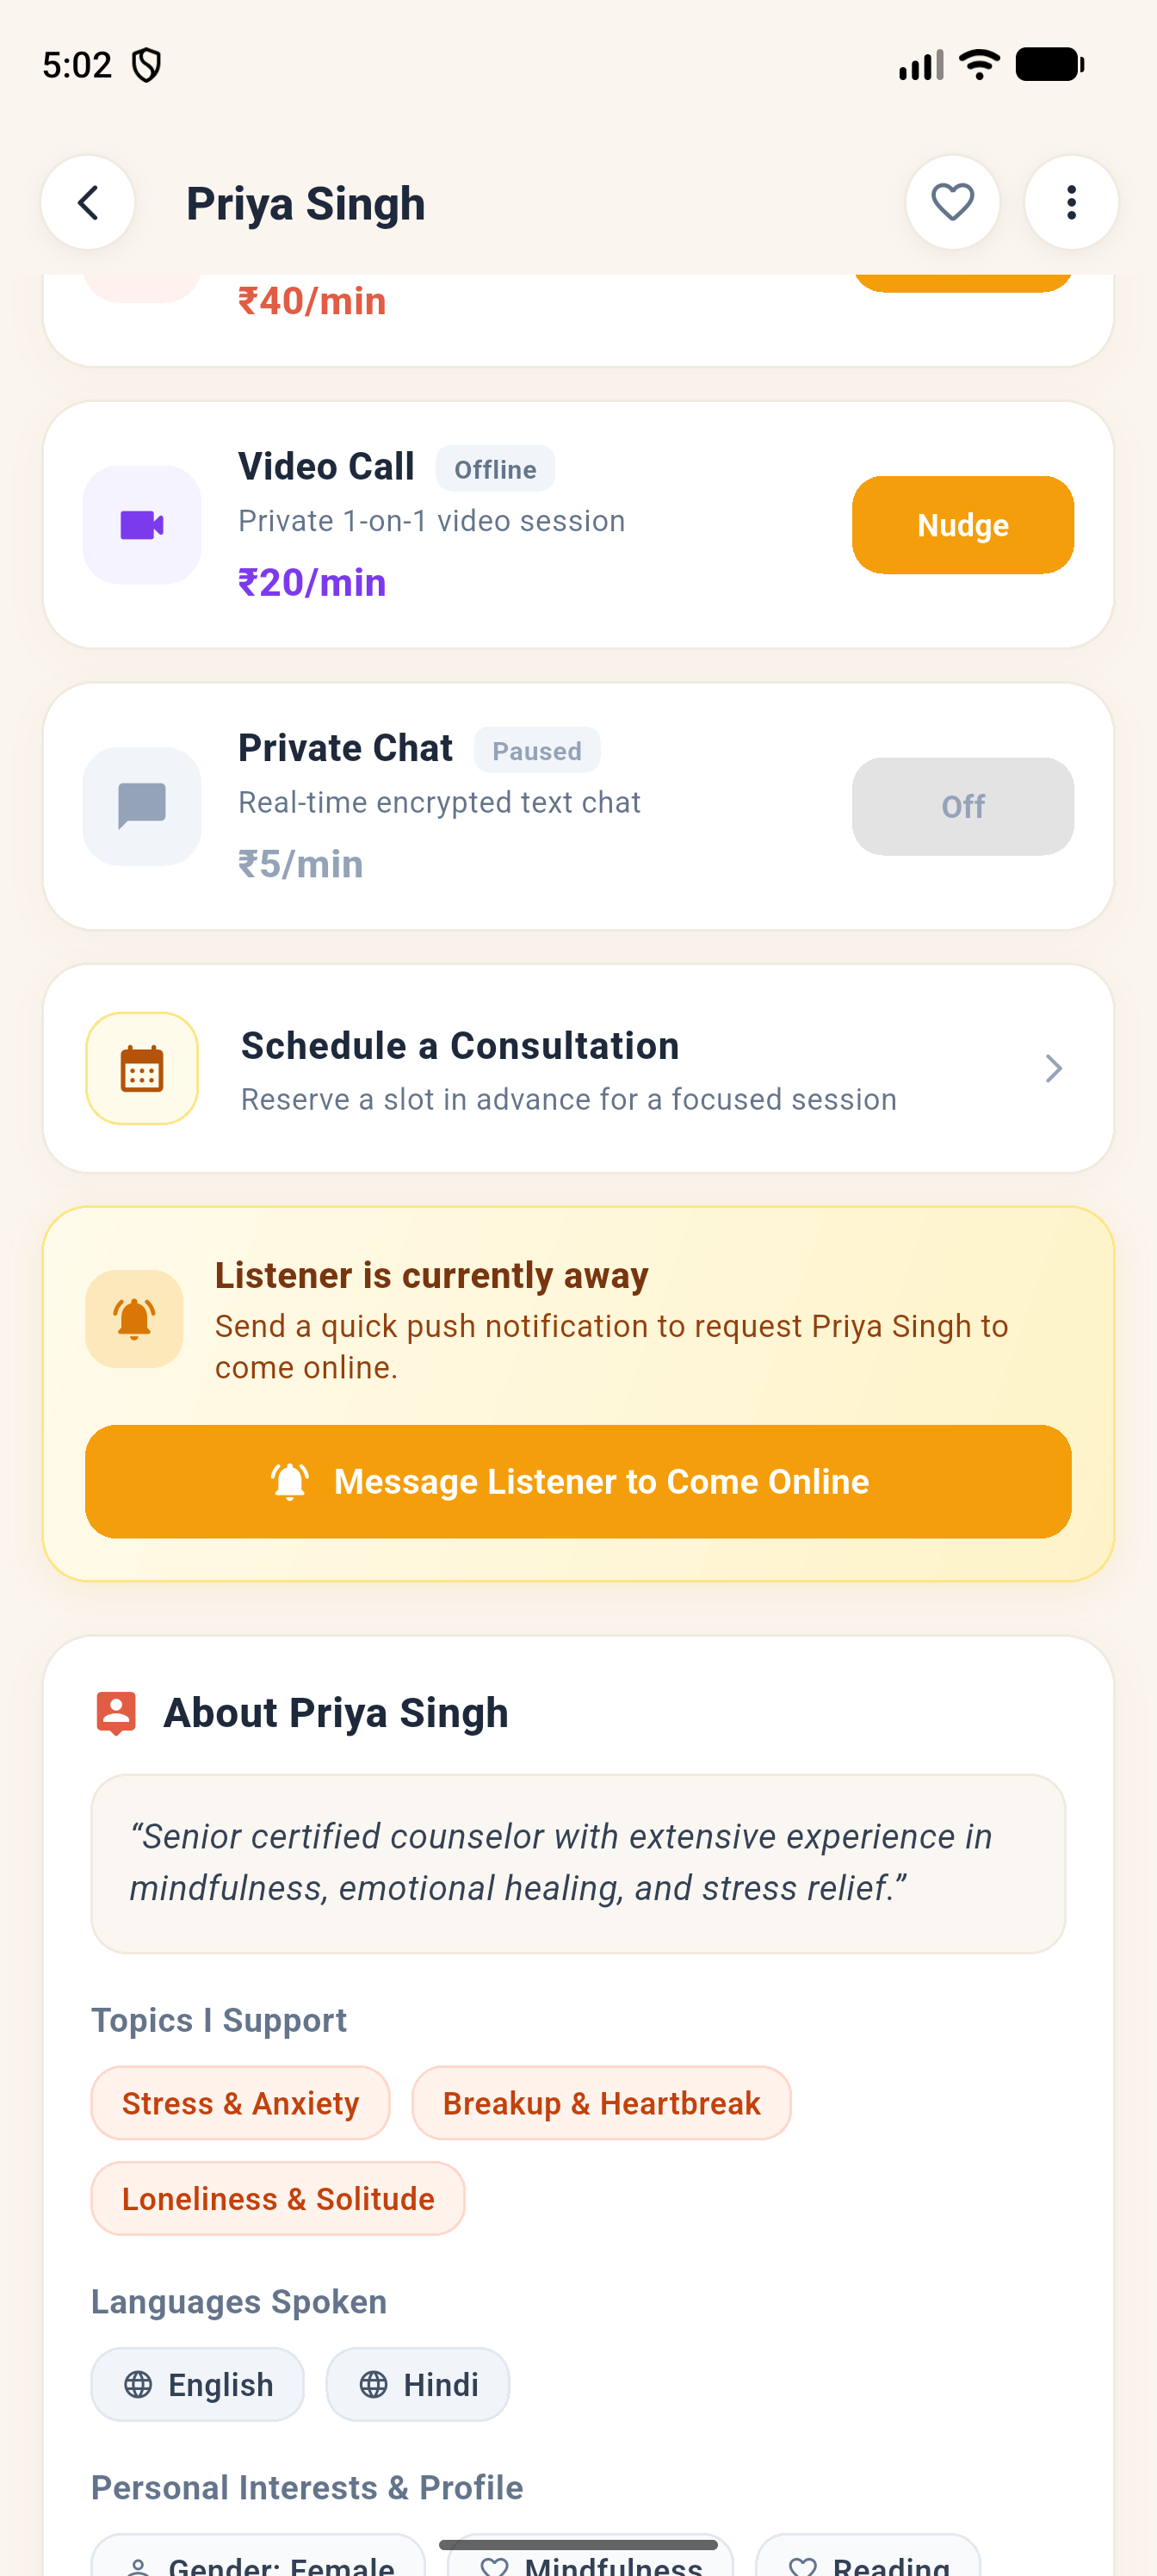 5:02
Priya Singh
₹40/min
Video Call Offline
Private 1-on-1 video session
₹20/min
Nudge
Private Chat Paused
Real-time encrypted text chat
₹5/min
Off
Schedule a Consultation
Reserve a slot in advance for a focused session
Listener is currently away
Send a quick push notification to request Priya Singh to
come online.
Message Listener to Come Online
About Priya Singh
“Senior certified counselor with extensive experience in
mindfulness, emotional healing, and stress relief.”
Topics I Support
Stress & Anxiety Breakup & Heartbreak
Loneliness & Solitude
Languages Spoken
English Hindi
Personal Interests & Profile
Gender: Female Mindfulness Reading